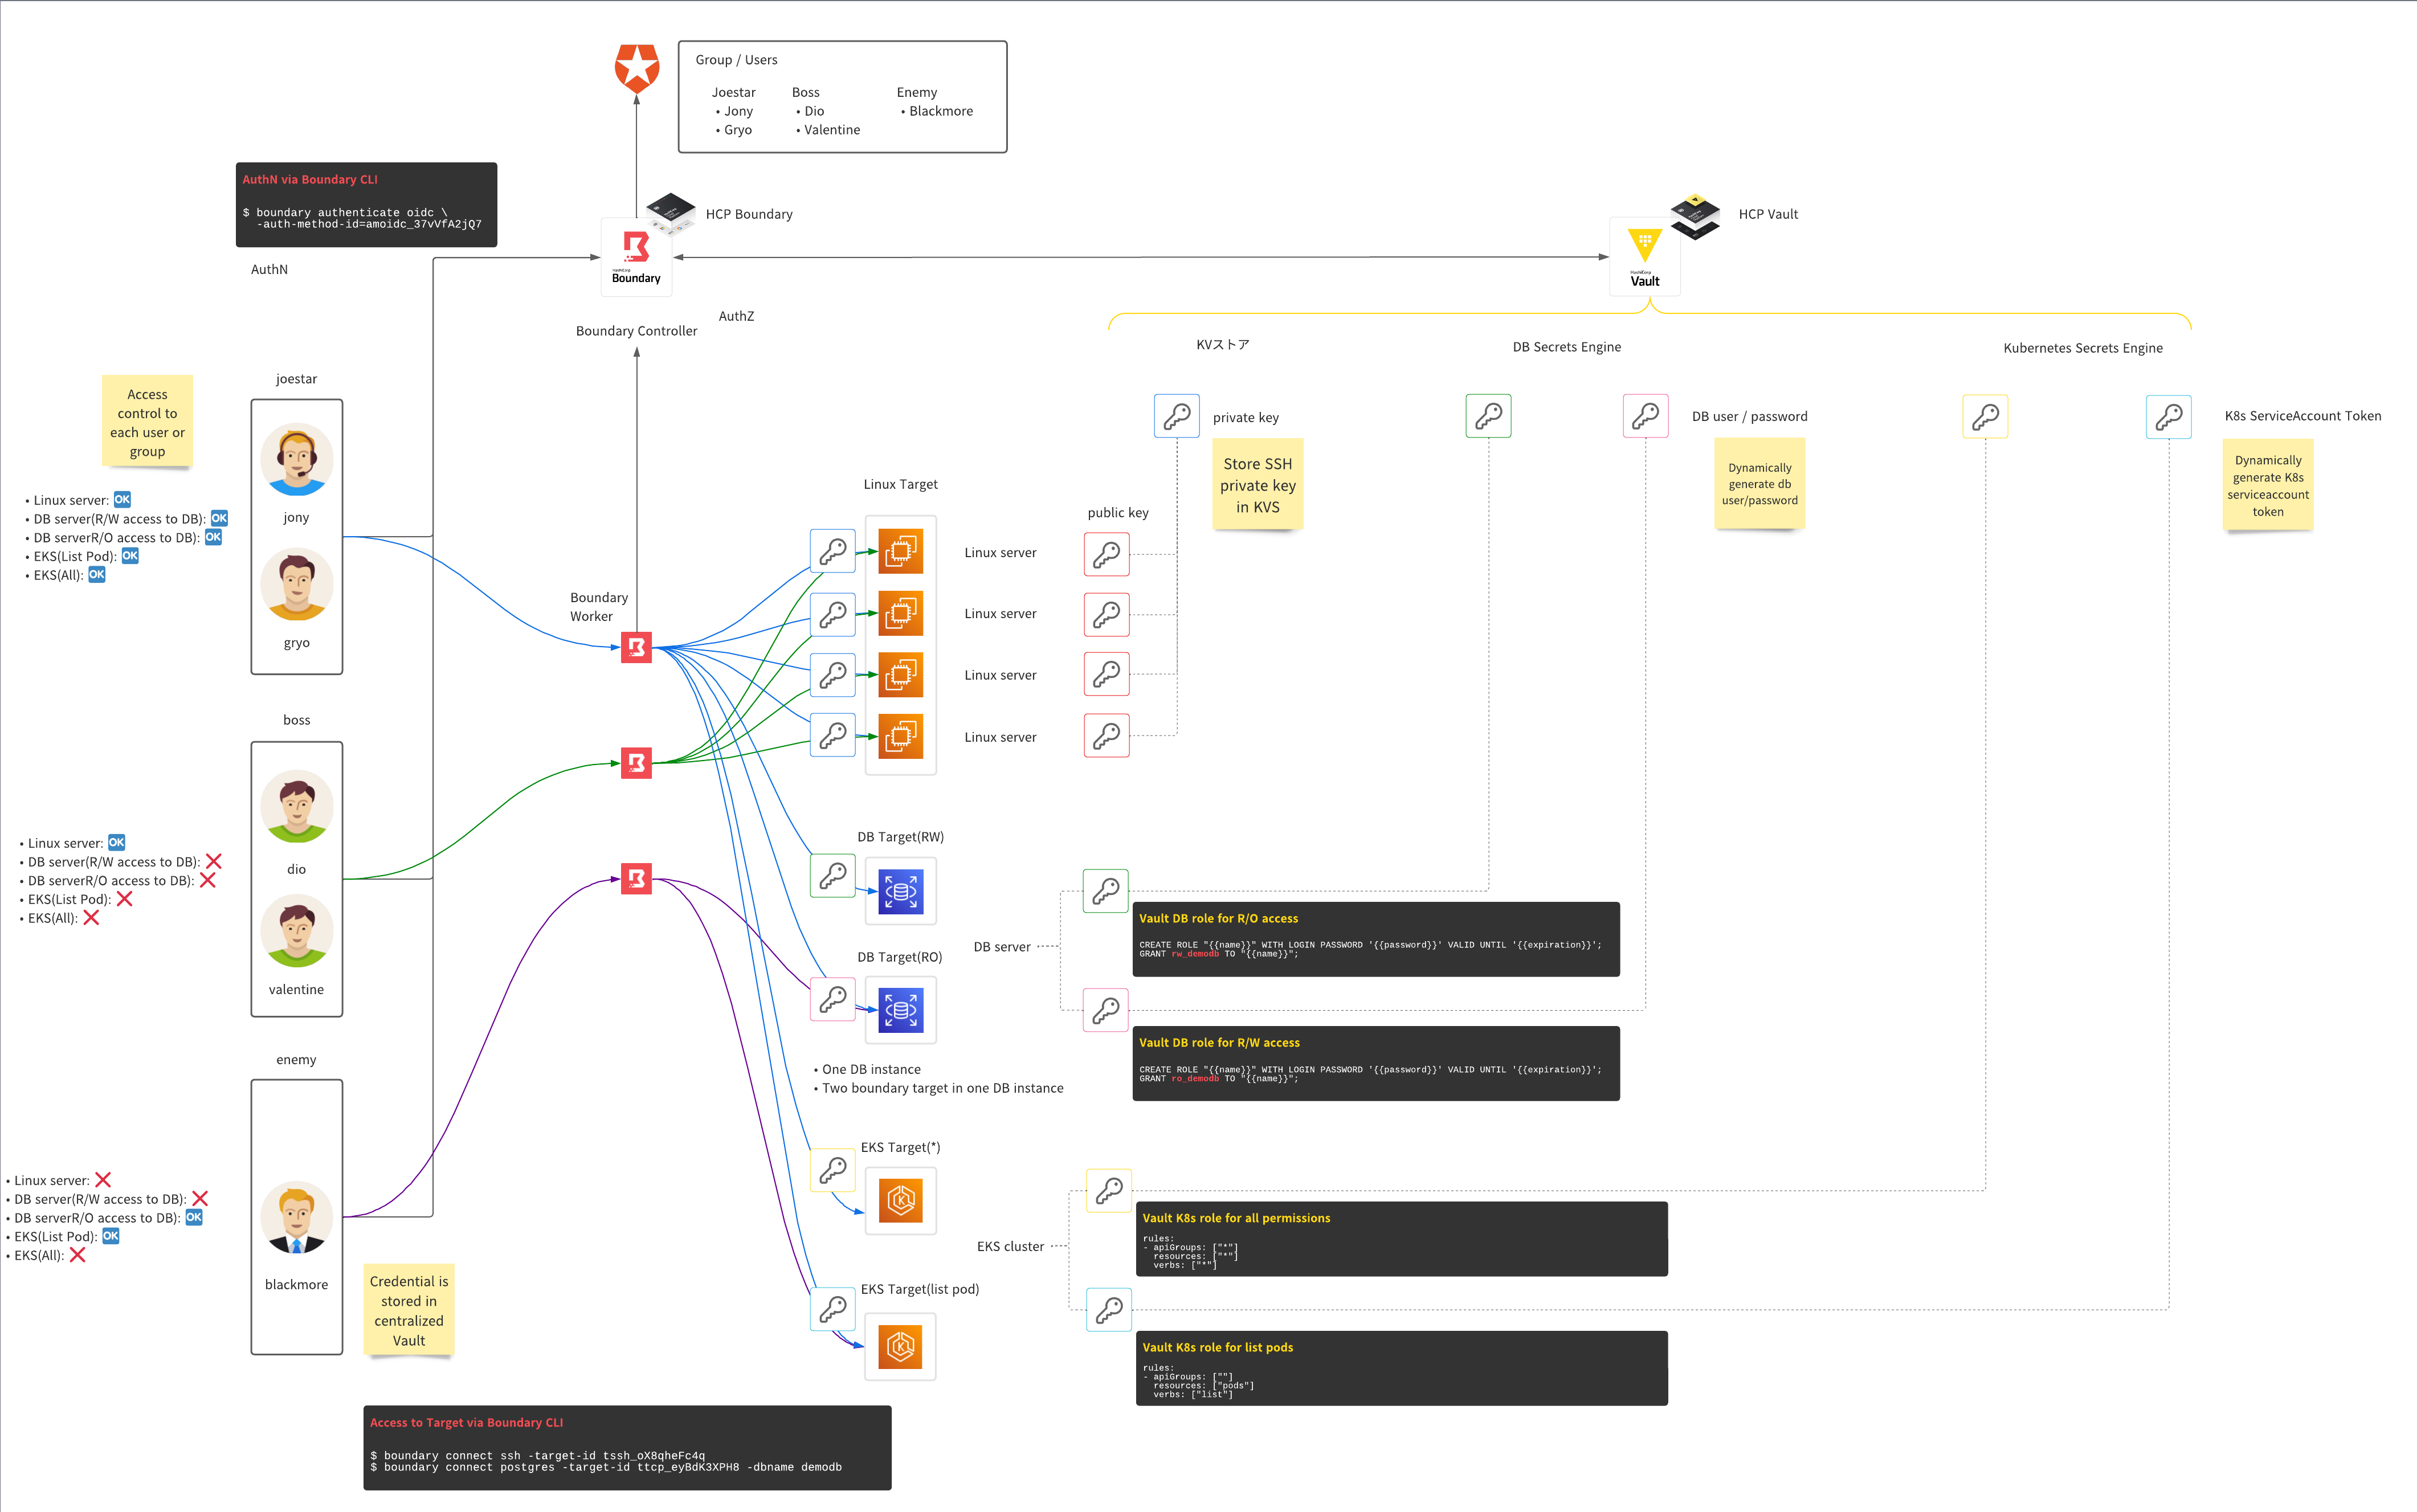 Group / Users
Joestar
• Jony
• Gryo
Boss
• Dio
• Valentine
Enemy
• Blackmore
AuthN via Boundary CLI
$ boundary authenticate oidc \
-auth-method-id=amoidc_37vVfA2jQ7
AuthN
HCP Boundary
HashiCorp
Boundary
AuthZ
Boundary Controller
HCP Vault
HashiCorp
Vault
KVストア
DB Secrets Engine
Kubernetes Secrets Engine
private key
DB user / password
K8s ServiceAccount Token
Store SSH
private key
in KVS
Dynamically
generate db
user/password
Dynamically
generate K8s
serviceaccount
token
Access
control to
each user or
group
joestar
jony
gryo
• Linux server: OK
• DB server(R/W access to DB): OK
• DB serverR/O access to DB): OK
• EKS(List Pod): OK
• EKS(All): OK
Boundary
Worker
Linux Target
public key
Linux server
Linux server
Linux server
Linux server
boss
dio
valentine
• Linux server: OK
• DB server(R/W access to DB): ❌
• DB serverR/O access to DB): ❌
• EKS(List Pod): ❌
• EKS(All): ❌
DB Target(RW)
DB Target(RO)
• One DB instance
• Two boundary target in one DB instance
DB server
Vault DB role for R/O access
CREATE ROLE "{{name}}" WITH LOGIN PASSWORD '{{password}}' VALID UNTIL '{{expiration}}';
GRANT rw_demodb TO "{{name}}";
Vault DB role for R/W access
CREATE ROLE "{{name}}" WITH LOGIN PASSWORD '{{password}}' VALID UNTIL '{{expiration}}';
GRANT ro_demodb TO "{{name}}";
enemy
blackmore
• Linux server: ❌
• DB server(R/W access to DB): ❌
• DB serverR/O access to DB): OK
• EKS(List Pod): OK
• EKS(All): ❌
Credential is
stored in
centralized
Vault
EKS Target(*)
EKS Target(list pod)
EKS cluster
Vault K8s role for all permissions
rules:
- apiGroups: ["*"]
resources: ["*"]
verbs: ["*"]
Vault K8s role for list pods
rules:
- apiGroups: [""]
resources: ["pods"]
verbs: ["list"]
Access to Target via Boundary CLI
$ boundary connect ssh -target-id tssh_oX8qheFc4q
$ boundary connect postgres -target-id ttcp_eyBdK3XPH8 -dbname demodb